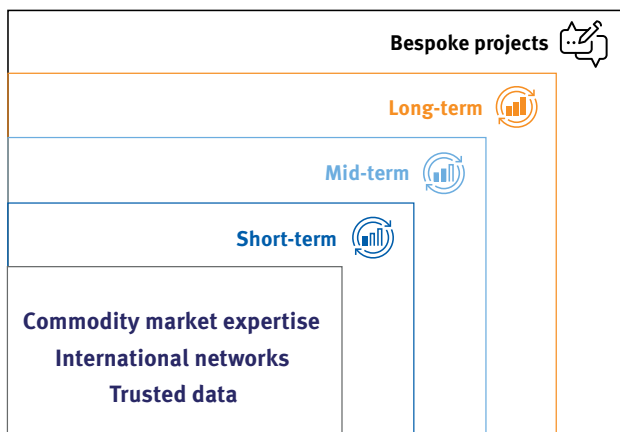 Bespoke projects
Long-term
Mid-term
Short-term
Commodity market expertise
International networks
Trusted data